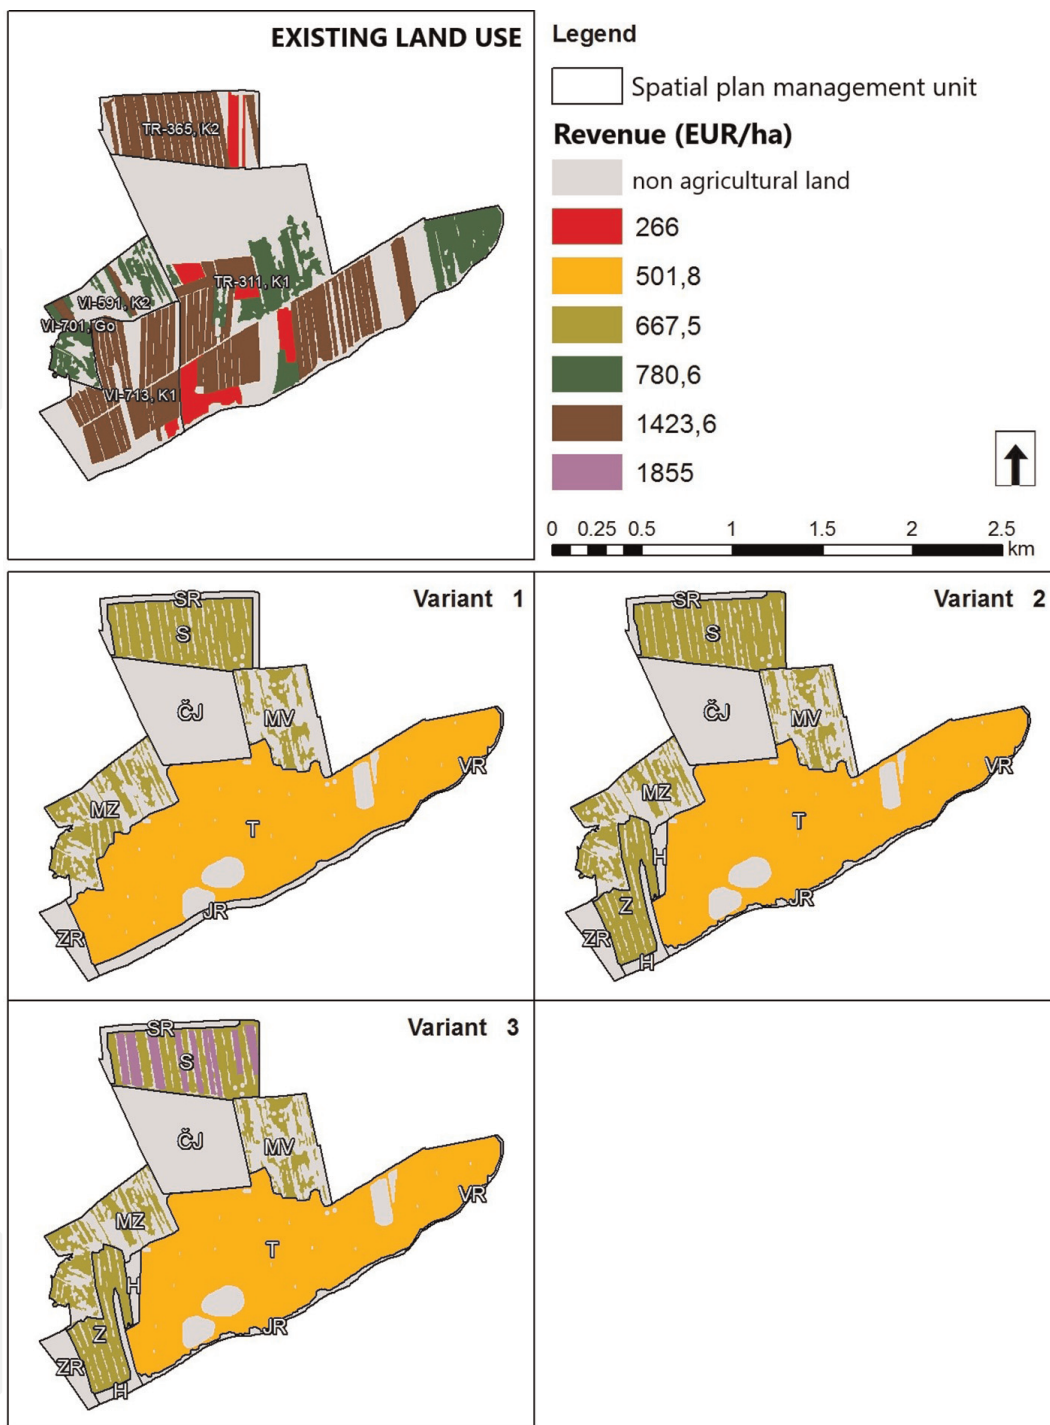 EXISTING LAND USE
TR-365, K2
TR-311, K1
VI-591, K2
VI-701, Go
VI-713, K1
Legend
Spatial plan management unit
Revenue (EUR/ha)
non agricultural land
266
501,8
667,5
780,6
1423,6
1855
0 0.25 0.5 1 1.5 2 2.5
km
Variant 1
SR
S
ČJ
MV
VR
MZ
T
JR
ZR
Variant 2
SR
S
ČJ
MV
VR
MZ
T
H
Z
JR
ZR
H
Variant 3
SR
S
ČJ
MV
VR
MZ
T
H
Z
JR
ZR
H